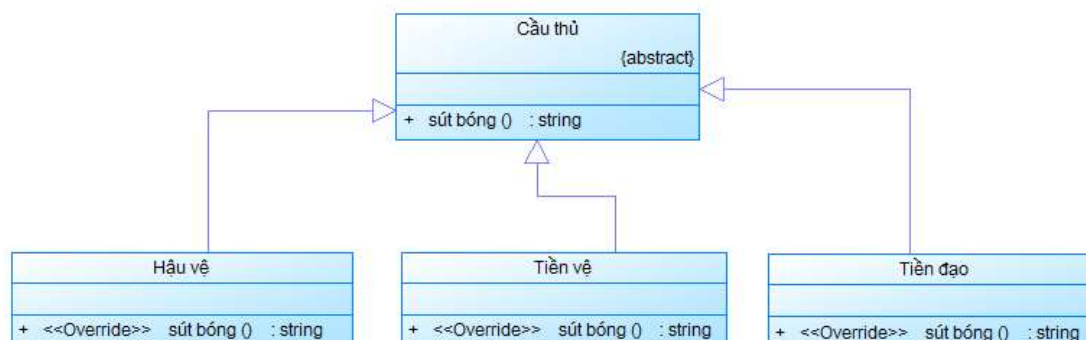 Cầu thủ
{abstract}
+ sút bóng () : string
Hậu vệ
Tiền vệ
Tiền đạo
+ <<Override>> sút bóng () : string
+ <<Override>> sút bóng () : string
+ <<Override>> sút bóng () : string